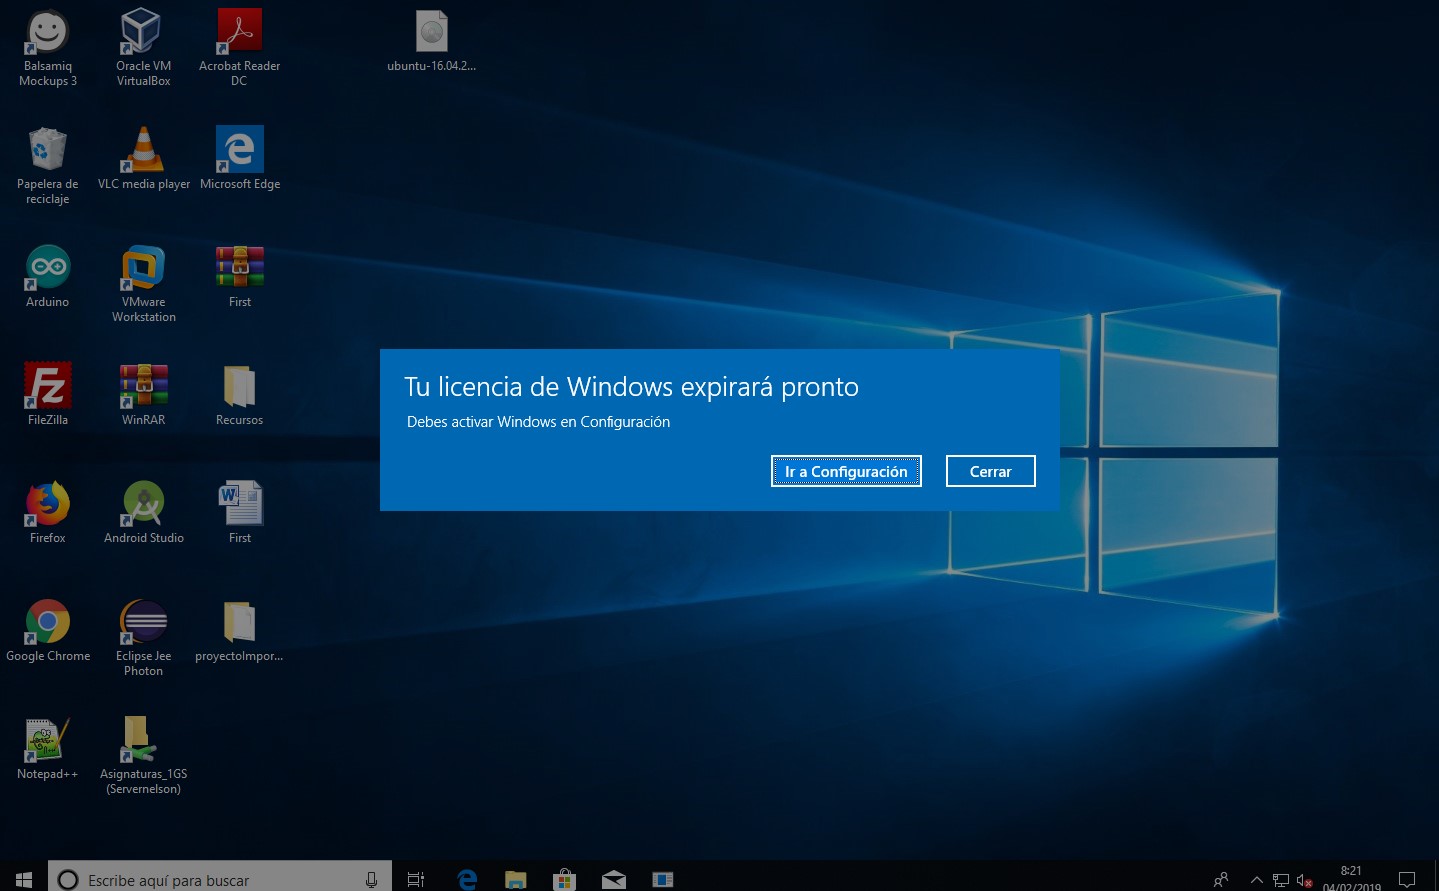 Balsamiq
Mockups 3
Oracle VM
VirtualBox
Acrobat Reader
DC
ubuntu-16.04.2...
Papelera de
reciclaje
VLC media player
Microsoft Edge
Arduino
VMware
Workstation
First
FileZilla
WinRAR
Recursos
Firefox
Android Studio
First
Google Chrome
Eclipse Jee
Photon
proyectoImpor...
Notepad++
Asignaturas_1GS
(Servernelson)
Tu licencia de Windows expirará pronto
Debes activar Windows en Configuración
Ir a Configuración
Cerrar
Escribe aquí para buscar
8:21
04/02/2019